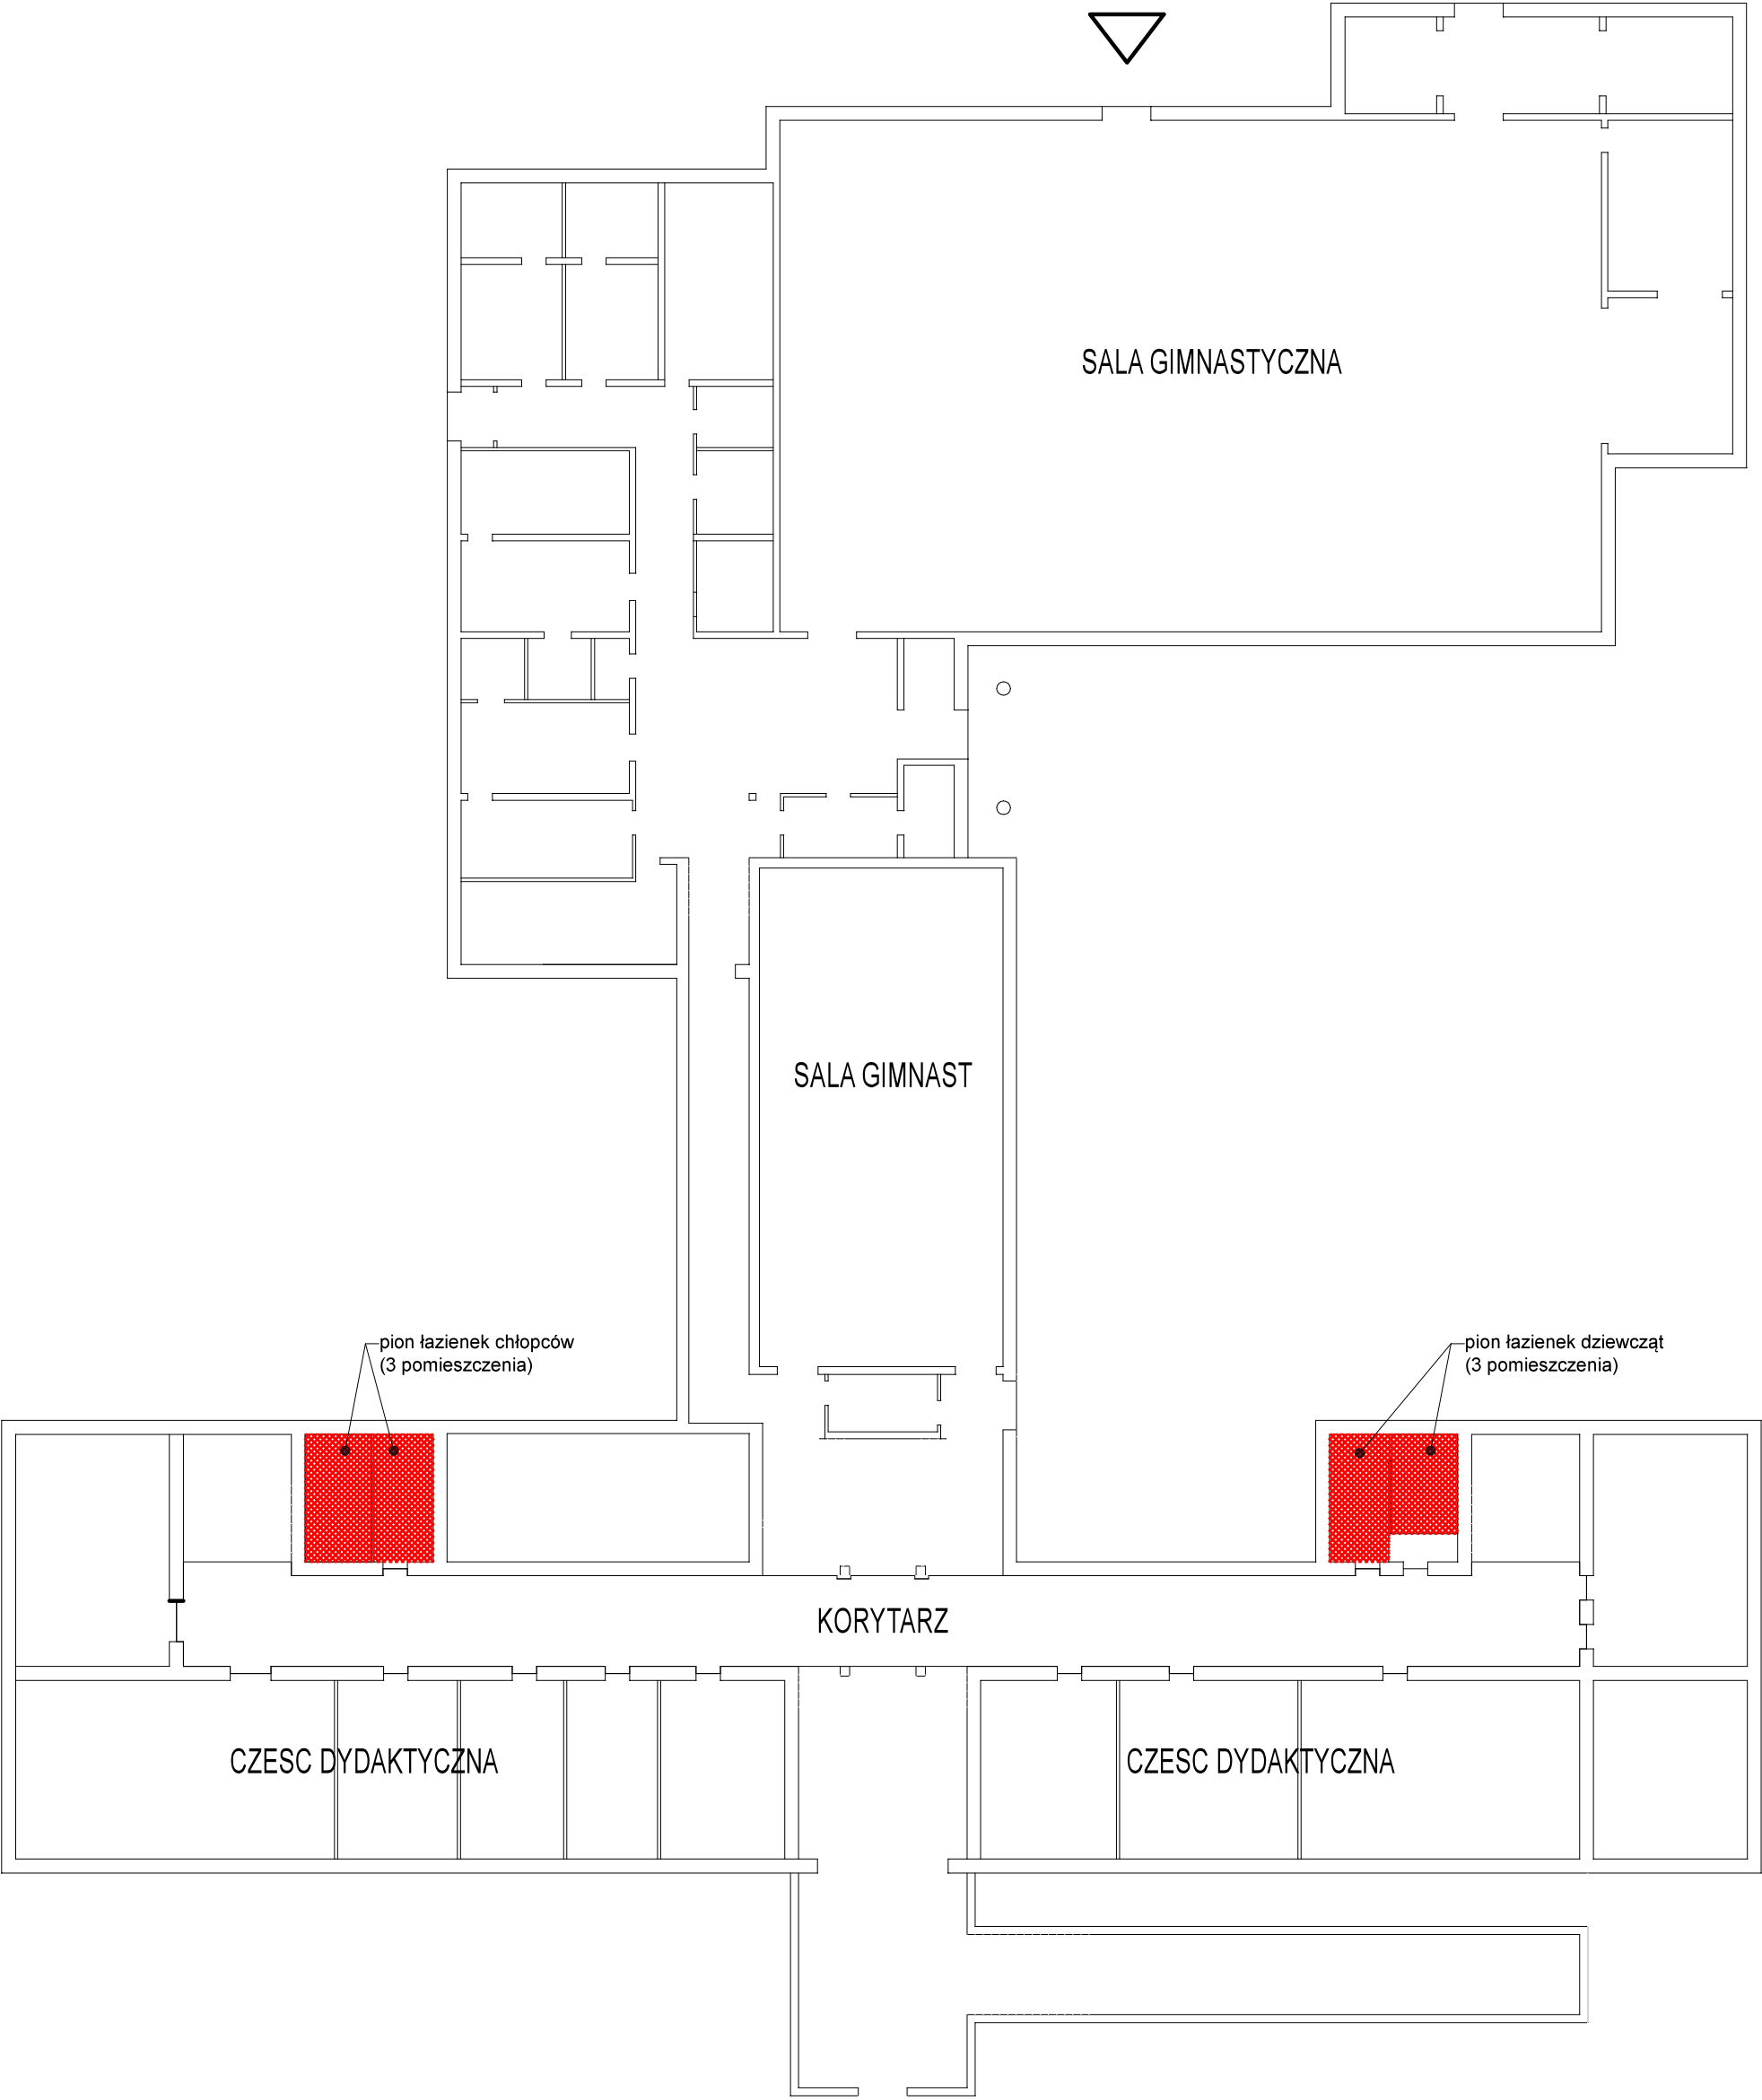 SALA GIMNASTYCZNA
SALA GIMNAST
pion łazienek chłopców
(3 pomieszczenia)
pion łazienek dziewcząt
(3 pomieszczenia)
KORYTARZ
CZESC DYDAKTYCZNA
CZESC DYDAKTYCZNA